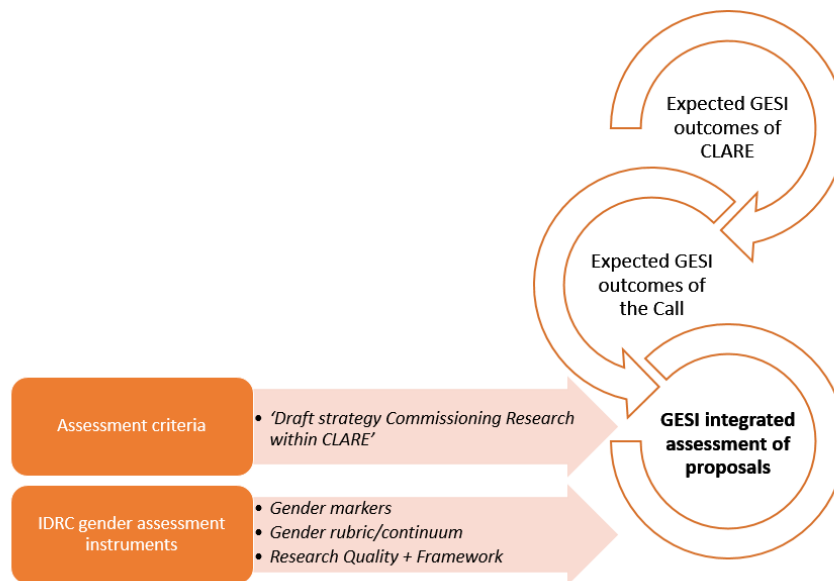 Expected GESI
outcomes of
CLARE
Expected GESI
outcomes of
the Call
GESI integrated
assessment of
proposals
Assessment criteria
• ‘Draft strategy Commissioning Research
within CLARE’
IDRC gender assessment
instruments
• Gender markers
• Gender rubric/continuum
• Research Quality + Framework